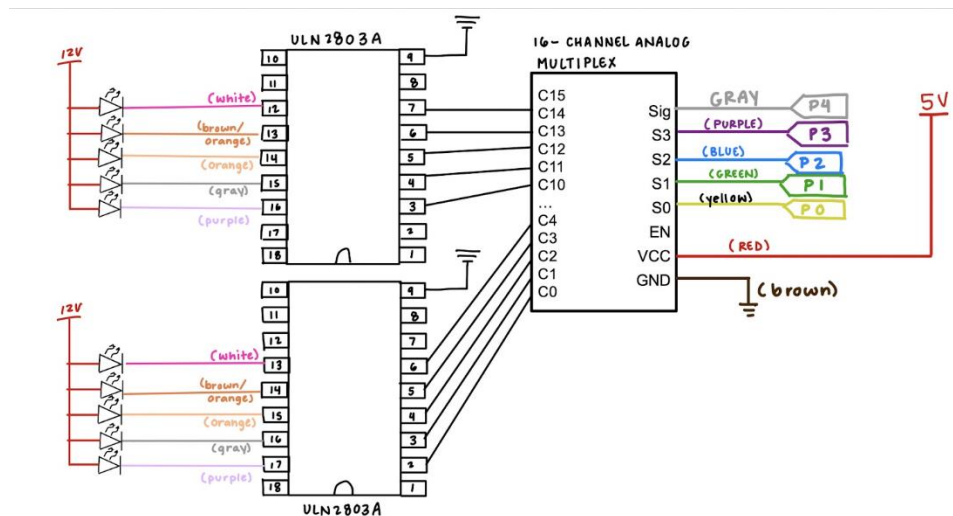 ULN2803A
12V
10
11
12
13
14
15
16
17
18
9
8
7
6
5
4
3
2
1
(white)
(brown/
orange)
(orange)
(gray)
(purple)
16- CHANNEL ANALOG
MULTIPLEX
C15
C14
C13
C12
C11
C10
...
C4
C3
C2
C1
C0
Sig
S3
S2
S1
S0
EN
VCC
GND
GRAY
P4
(PURPLE)
P3
(BLUE)
P2
(GREEN)
P1
(yellow)
P0
(RED)
5V
(brown)
12V
10
11
12
13
14
15
16
17
18
9
8
7
6
5
4
3
2
1
(white)
(brown/
orange)
(orange)
(gray)
(purple)
ULN2803A